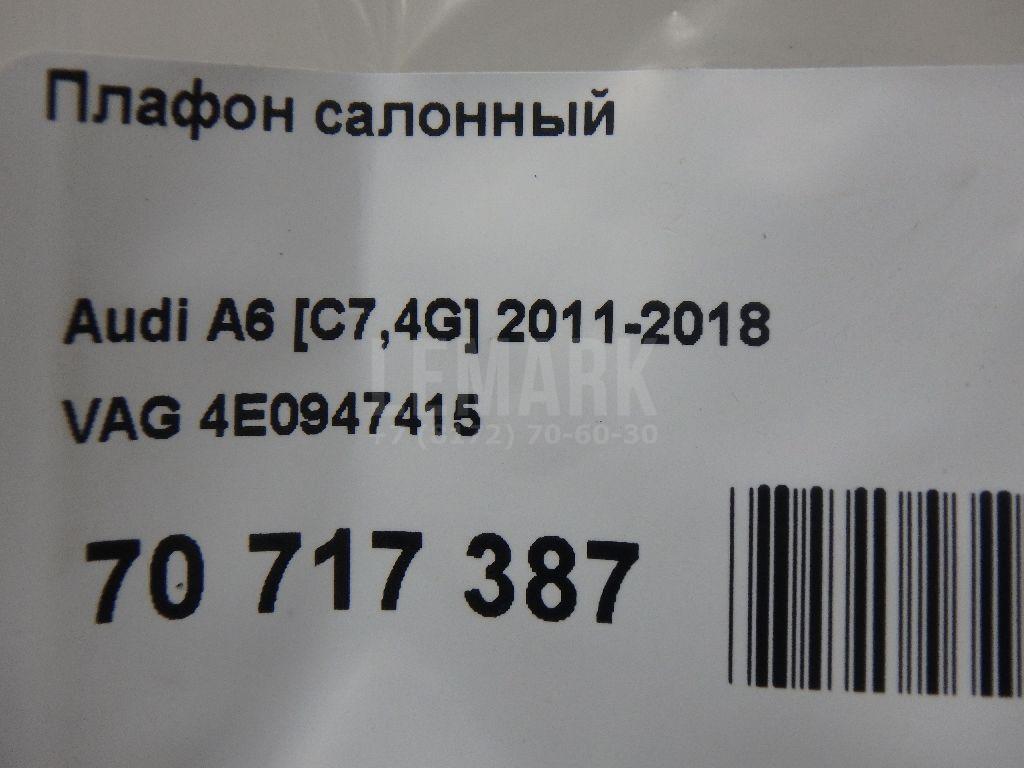 Плафон салонный
Audi A6 [C7,4G] 2011-2018
LEMARK
VAG 4E0947415
70-60-30
70 717 387